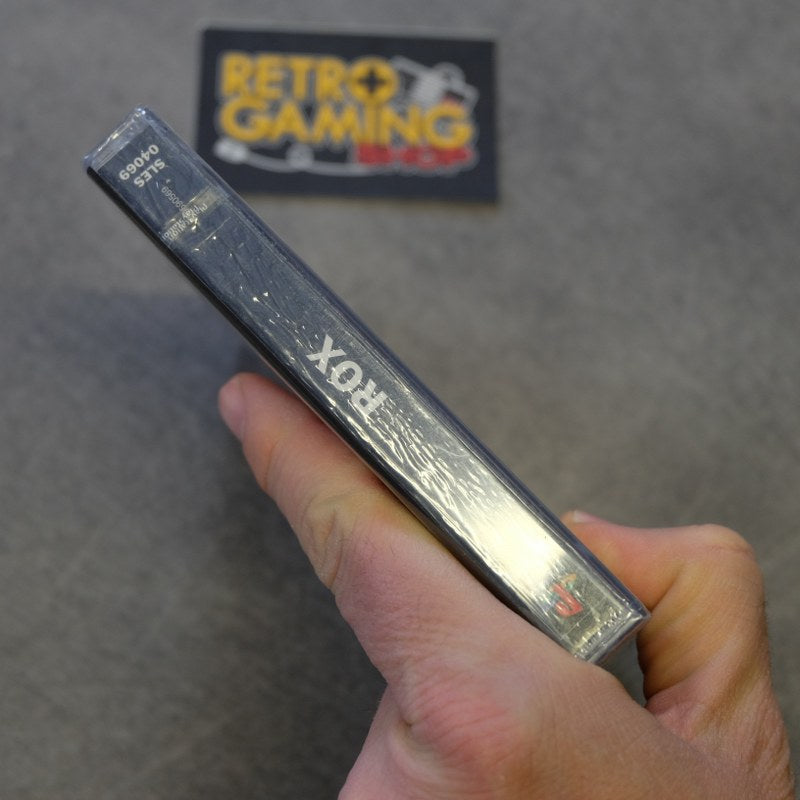 RETRO
GAMING
SHOP
SLES
04069
ROX